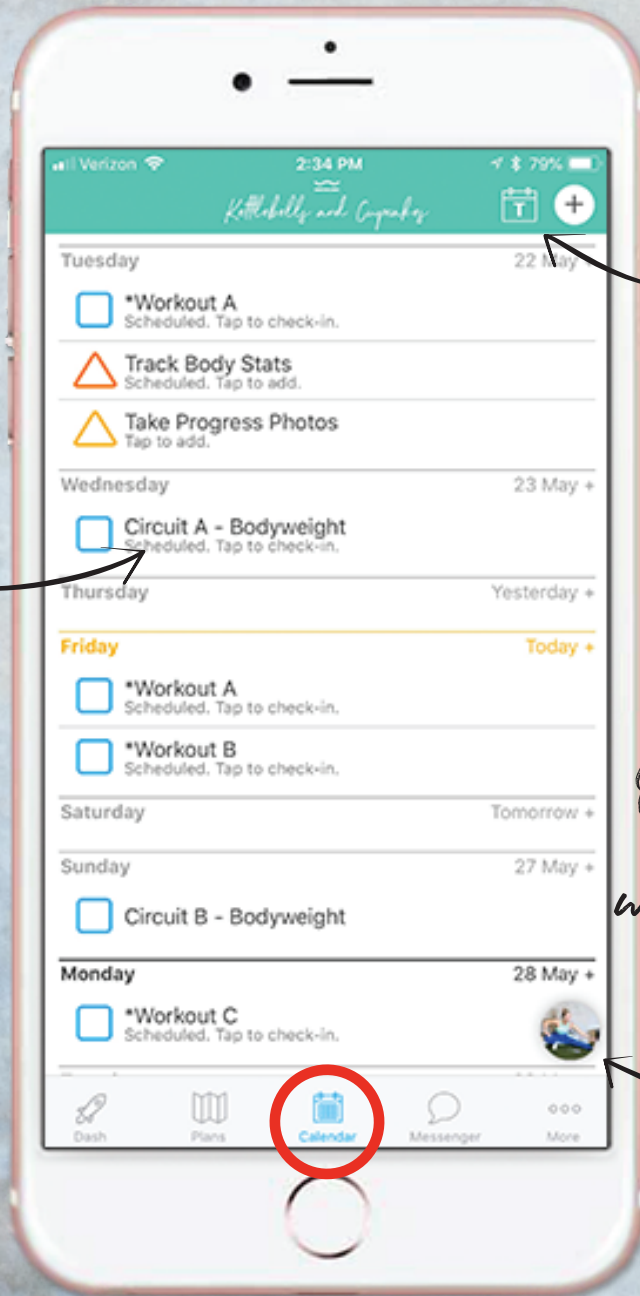 Verizon 2:34 PM 79%
Kettlebells and Cupcakes
T +
Tuesday 22 May +
*Workout A
Scheduled. Tap to check-in.
Track Body Stats
Scheduled. Tap to add.
Take Progress Photos
Tap to add.
Wednesday 23 May +
Circuit A - Bodyweight
Scheduled. Tap to check-in.
Thursday Yesterday +
Friday Today +
*Workout A
Scheduled. Tap to check-in.
*Workout B
Scheduled. Tap to check-in.
Saturday Tomorrow +
Sunday 27 May +
Circuit B - Bodyweight
Monday 28 May +
*Workout C
Scheduled. Tap to check-in.
Dash Plans Calendar Messenger More